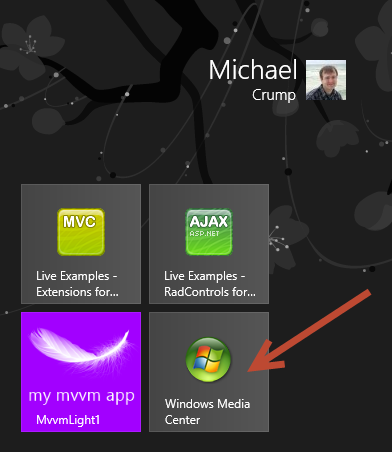 Michael
Crump
MVC
AJAX
ASP.NET
Live Examples -
Extensions for...
Live Examples -
RadControls for...
my mvvm app
MvvmLight1
Windows Media
Center